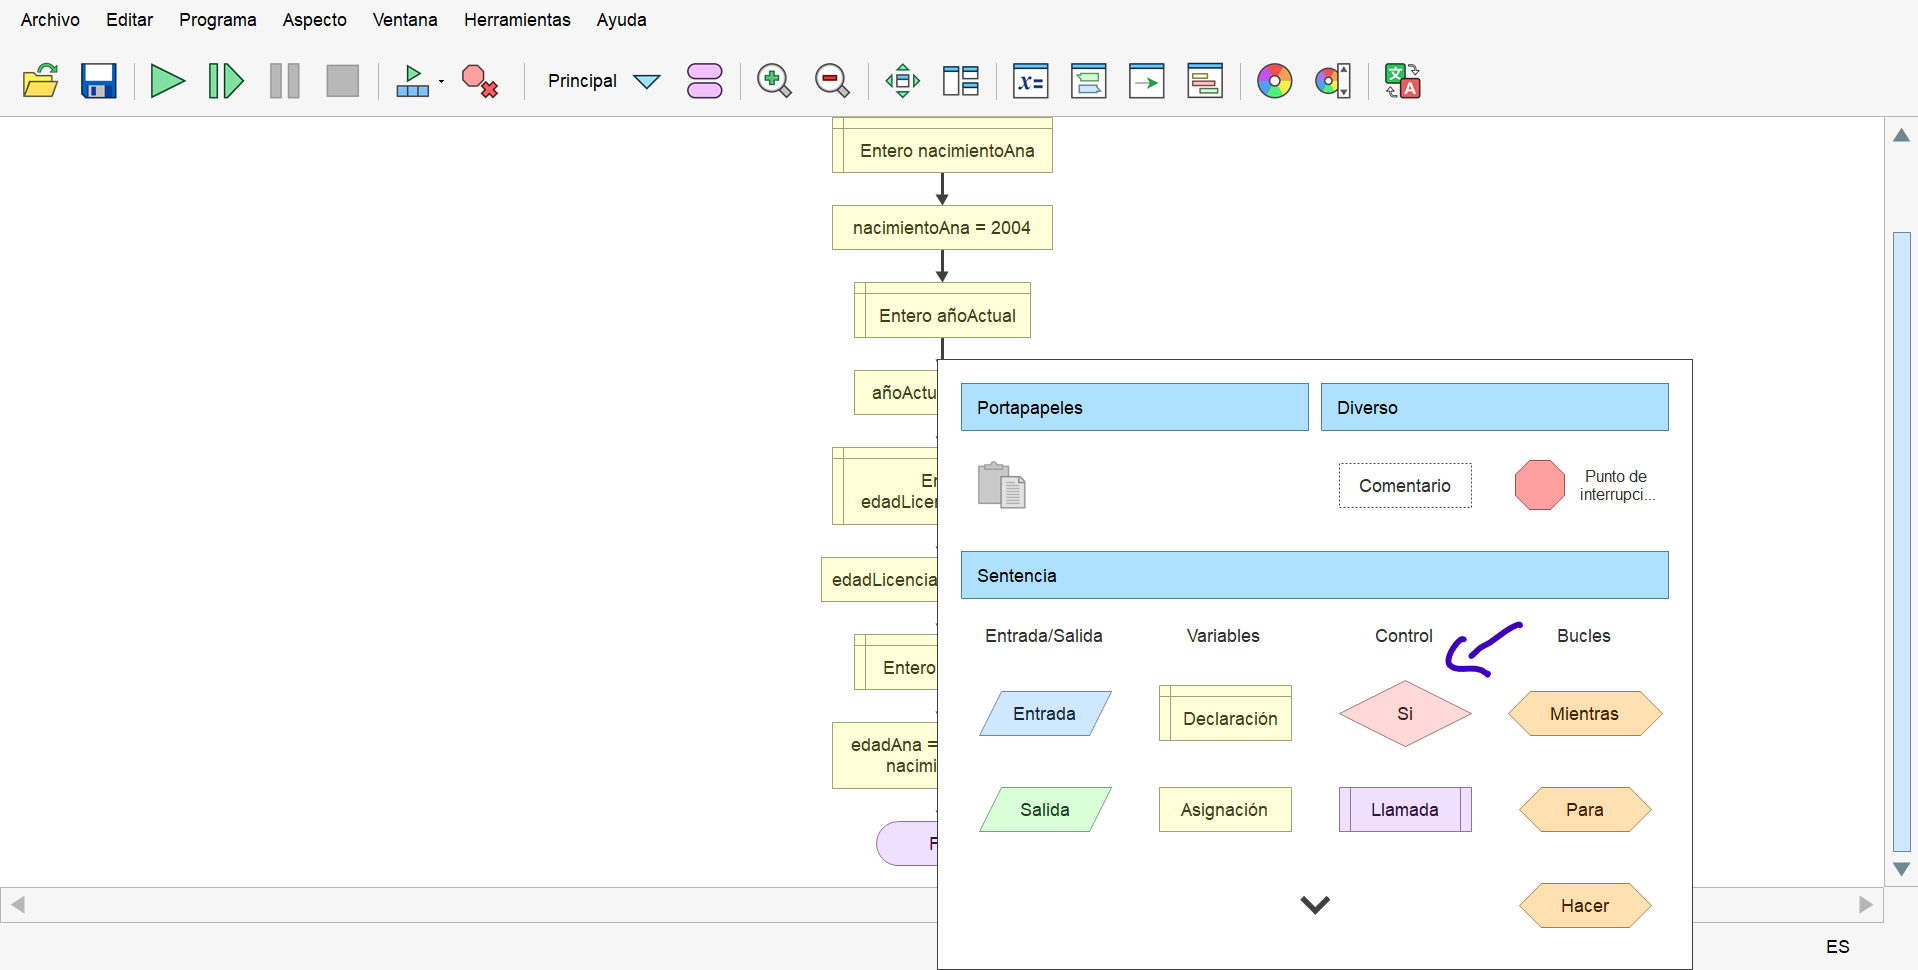 Archivo Editar Programa Aspecto Ventana Herramientas Ayuda
Principal
x=
A
Entero nacimientoAna
nacimientoAna = 2004
Entero añoActual
añoActu
En
edadLicen
edadLicencia
Entero
edadAna =
nacimi
F
Portapapeles
Diverso
Comentario
Punto de
interrupci...
Sentencia
Entrada/Salida Variables Control Bucles
Entrada Declaración Si Mientras
Salida Asignación Llamada Para
Hacer
ES